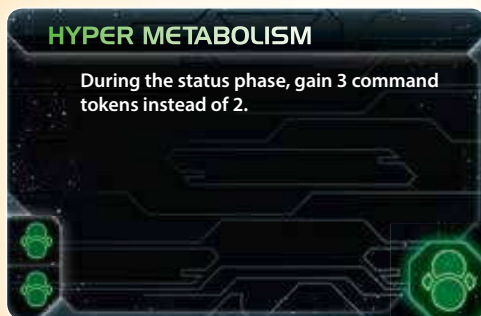 HYPER METABOLISM
During the status phase, gain 3 command
tokens instead of 2.